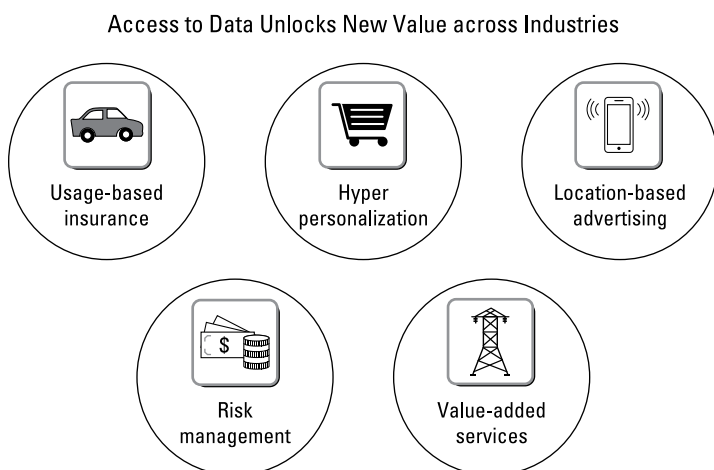 Access to Data Unlocks New Value across Industries
Usage-based
insurance
Hyper
personalization
Location-based
advertising
$
Risk
management
Value-added
services